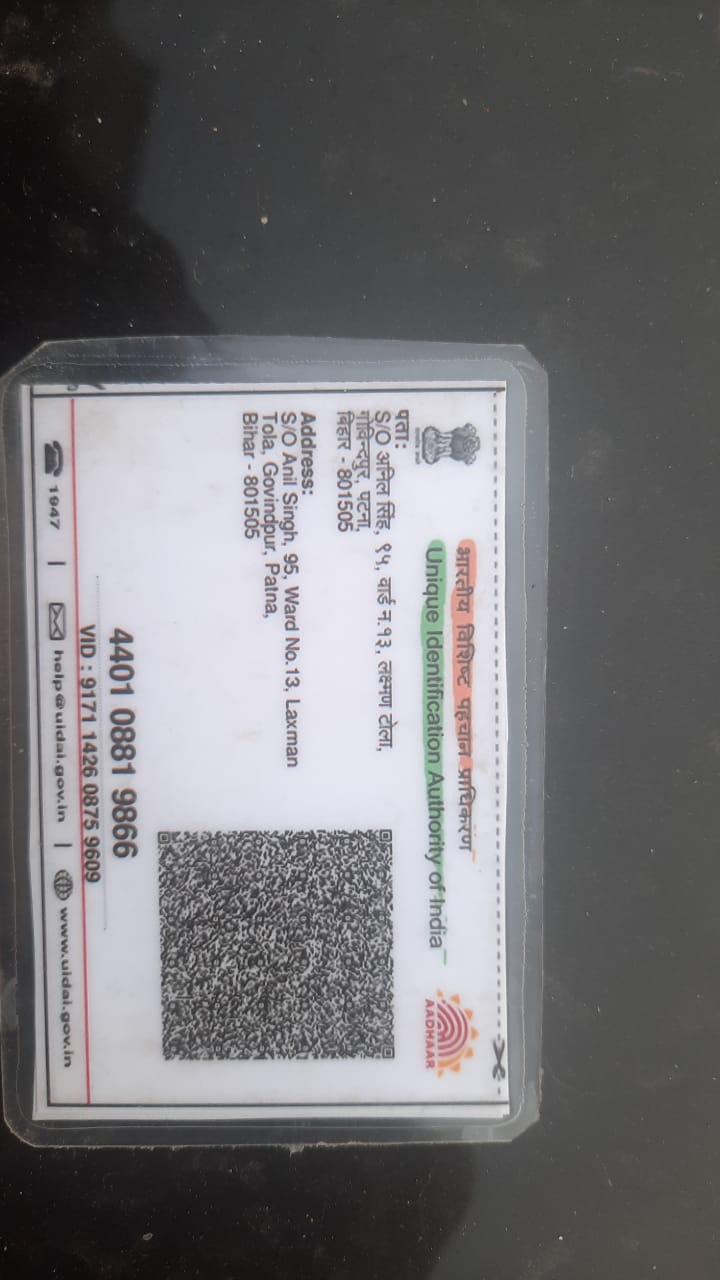 भारतीय विशिष्ट पहचान प्राधिकरण
Unique Identification Authority of India
AADHAAR
पता:
S/O अनिल सिंह, ९५, वार्ड न.१३, लक्ष्मण टोला,
गोविन्दपुर, पटना,
बिहार - 801505
Address:
S/O Anil Singh, 95, Ward No.13, Laxman
Tola, Govindpur, Patna,
Bihar - 801505
4401 0881 9866
VID : 9171 1426 0875 9609
1947 | help@uidai.gov.in | www.uidai.gov.in